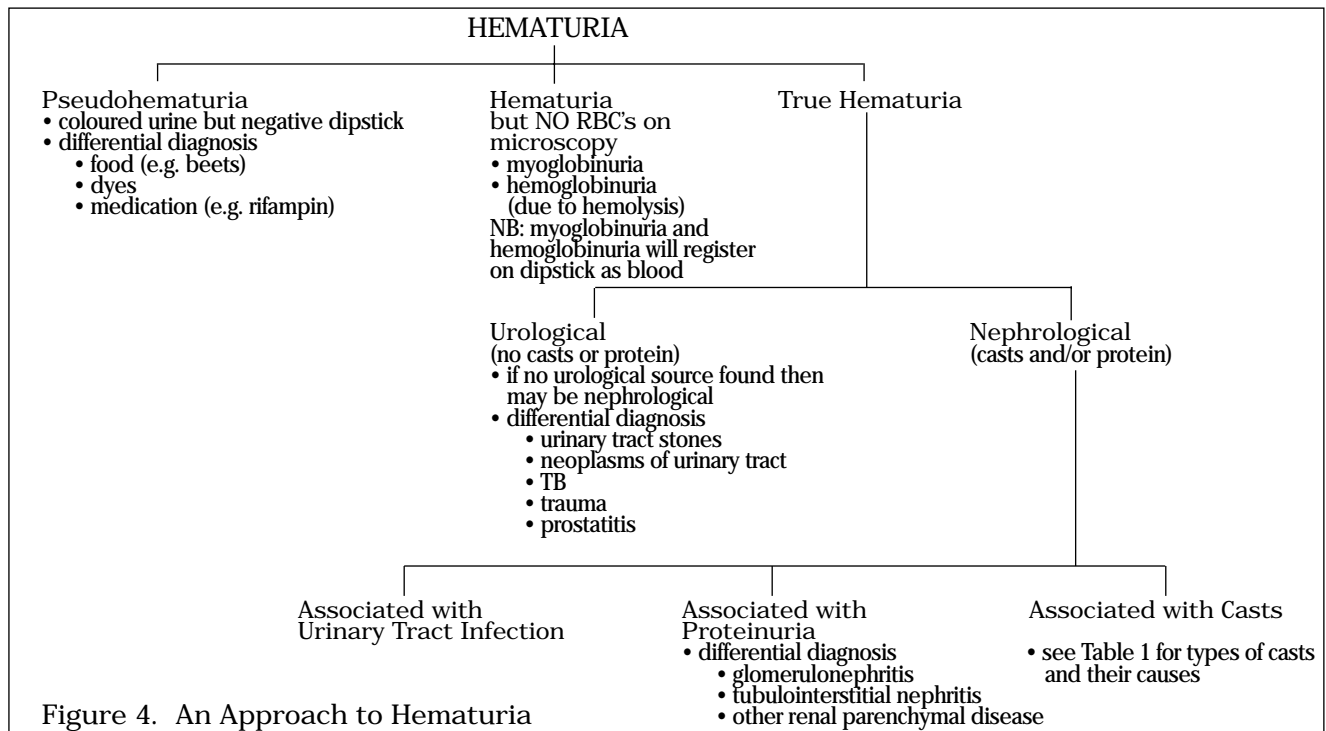 HEMATURIA
Pseudohematuria
• coloured urine but negative dipstick
• differential diagnosis
• food (e.g. beets)
• dyes
• medication (e.g. rifampin)
Hematuria
but NO RBC's on
microscopy
• myoglobinuria
• hemoglobinuria
(due to hemolysis)
NB: myoglobinuria and
hemoglobinuria will register
on dipstick as blood
True Hematuria
Urological
(no casts or protein)
• if no urological source found then
may be nephrological
• differential diagnosis
• urinary tract stones
• neoplasms of urinary tract
• TB
• trauma
• prostatitis
Nephrological
(casts and/or protein)
Associated with
Urinary Tract Infection
Associated with
Proteinuria
• differential diagnosis
• glomerulonephritis
• tubulointerstitial nephritis
• other renal parenchymal disease
Associated with Casts
• see Table 1 for types of casts
and their causes
Figure 4. An Approach to Hematuria